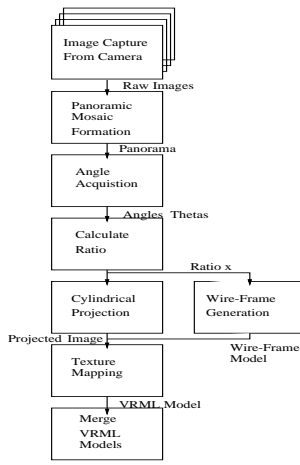 Image Capture
From Camera
Raw Images
Panoramic
Mosaic
Formation
Panorama
Angle
Acquistion
Angles Thetas
Calculate
Ratio
Ratio x
Cylindrical
Projection
Wire-Frame
Generation
Projected Image
Wire-Frame
Model
Texture
Mapping
VRML Model
Merge
VRML
Models